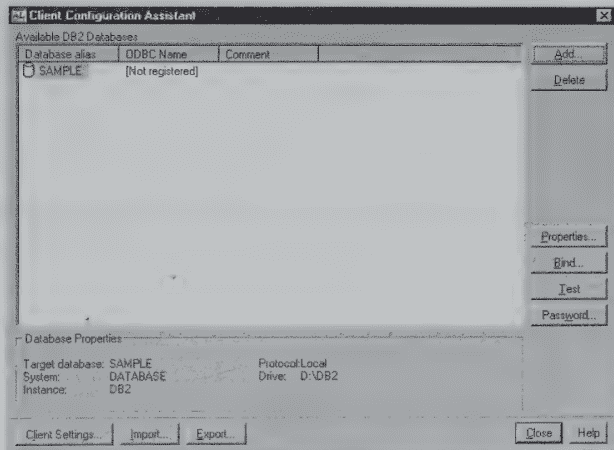 Client Configuration Assistant
Available DB2 Databases
Database alias ODBC Name Comment
SAMPLE [Not registered]
Add...
Delete
Properties...
Bind...
Test
Password...
Database Properties
Target database: SAMPLE Protocol:Local
System: DATABASE Drive: D:\DB2
Instance: DB2
Client Settings... Import... Export... Close Help